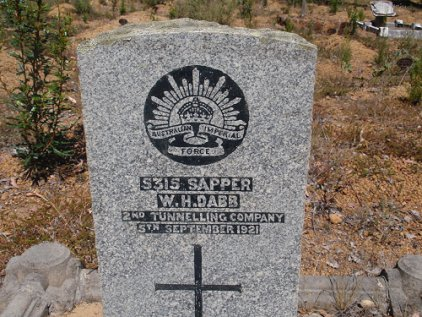 AUSTRALIAN IMPERIAL
FORCE
5315 SAPPER
W.H. DABB
2ND TUNNELLING COMPANY
5TH SEPTEMBER 1921